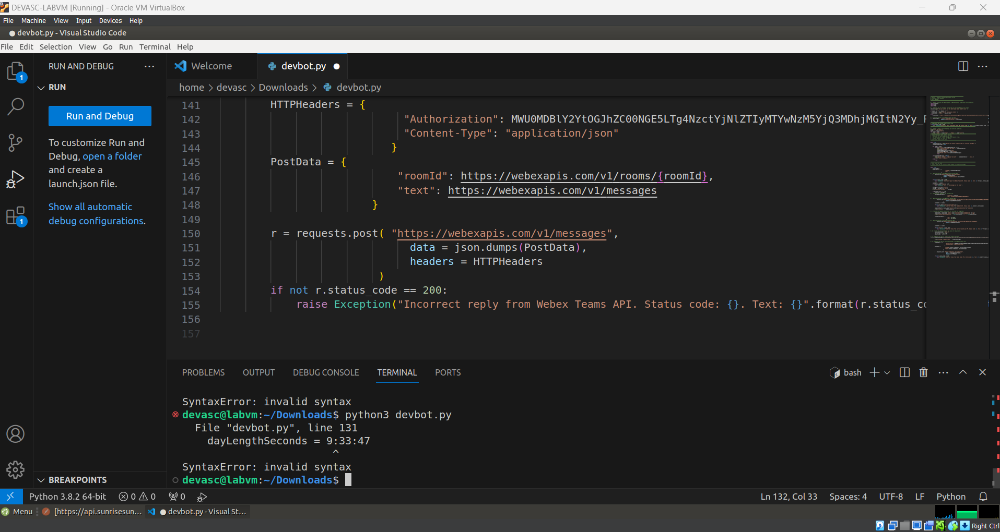 DEVASC-LABVM [Running] - Oracle VM VirtualBox
File Machine View Input Devices Help
devbot.py - Visual Studio Code
File Edit Selection View Go Run Terminal Help
RUN AND DEBUG
Welcome
devbot.py
home > devasc > Downloads > devbot.py
RUN
Run and Debug
To customize Run and
Debug, open a folder
and create a
launch.json file.
Show all automatic
debug configurations.
1
1
141 HTTPHeaders = {
142 "Authorization":
143 "Content-Type": "application/json"
144 }
145 PostData = {
146 "roomId": https://webexapis.com/v1/rooms/{roomId},
147 "text": https://webexapis.com/v1/messages
148 }
149
150 r = requests.post( "https://webexapis.com/v1/messages",
151 data = json.dumps(PostData),
152 headers = HTTPHeaders
153 )
154 if not r.status_code == 200:
155 raise Exception("Incorrect reply from Webex Teams API. Status code: {}. Text: {}".format(r.status_co
156
157
PROBLEMS OUTPUT DEBUG CONSOLE TERMINAL PORTS
bash
SyntaxError: invalid syntax
devasc@labvm:~/Downloads$ python3 devbot.py
File "devbot.py", line 131
dayLengthSeconds = 9:33:47
^
SyntaxError: invalid syntax
devasc@labvm:~/Downloads$
BREAKPOINTS
Python 3.8.2 64-bit 0 0 0
Ln 132, Col 33 Spaces: 4 UTF-8 LF Python
Menu [https://api.sunrisesun... devbot.py - Visual St...
Right Ctrl